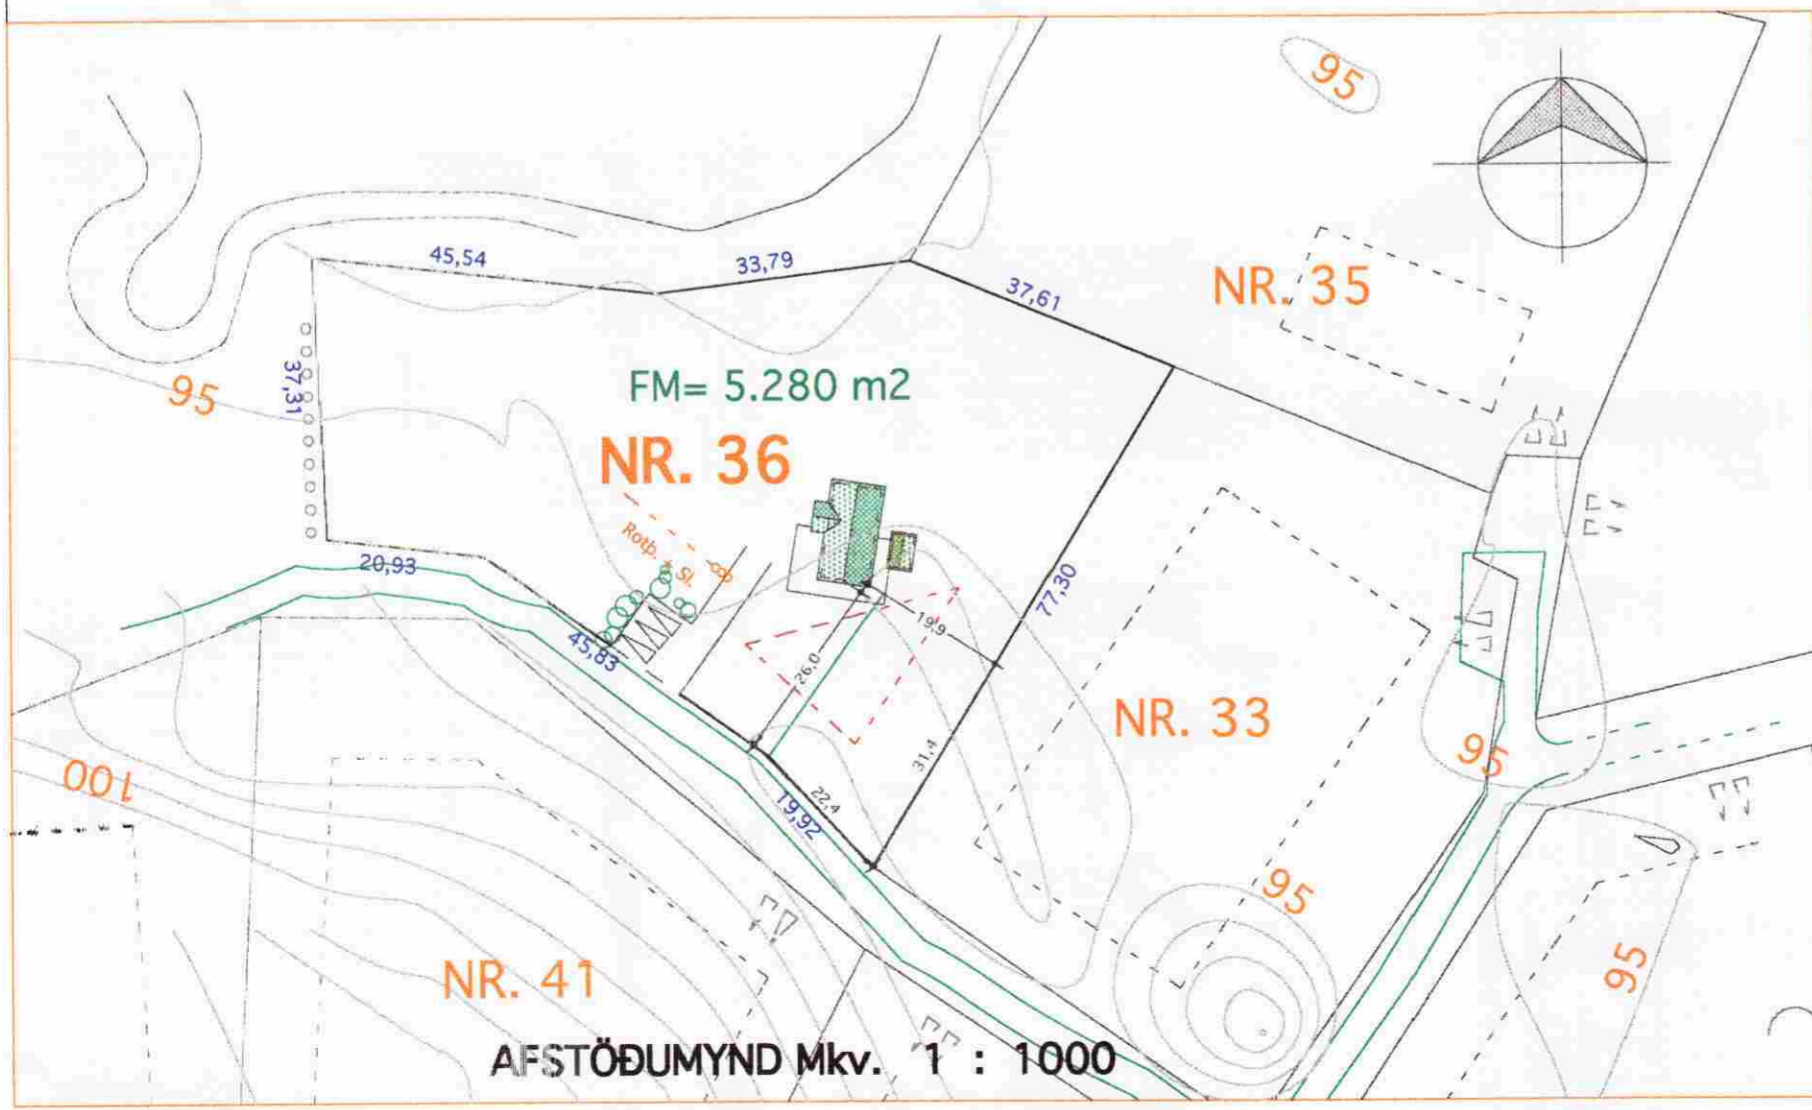 95
45,54
33,79
37,61
NR. 35
37,31
95
FM= 5.280 m2
NR. 36
Rotþ.
Sl.
20,93
45,83
19,9
77,30
26,0
31,4
22,4
19,92
NR. 33
95
100
95
95
NR. 41
AFSTÖÐUMYND Mkv. 1 : 1000